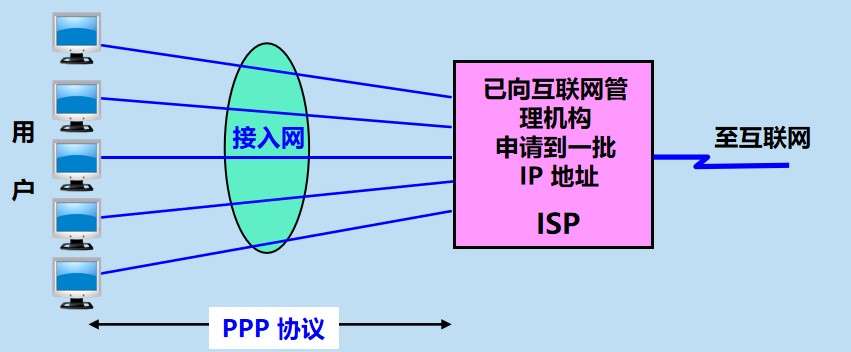 用
户
接入网
已向互联网管
理机构
申请到一批
IP 地址
ISP
至互联网
PPP 协议